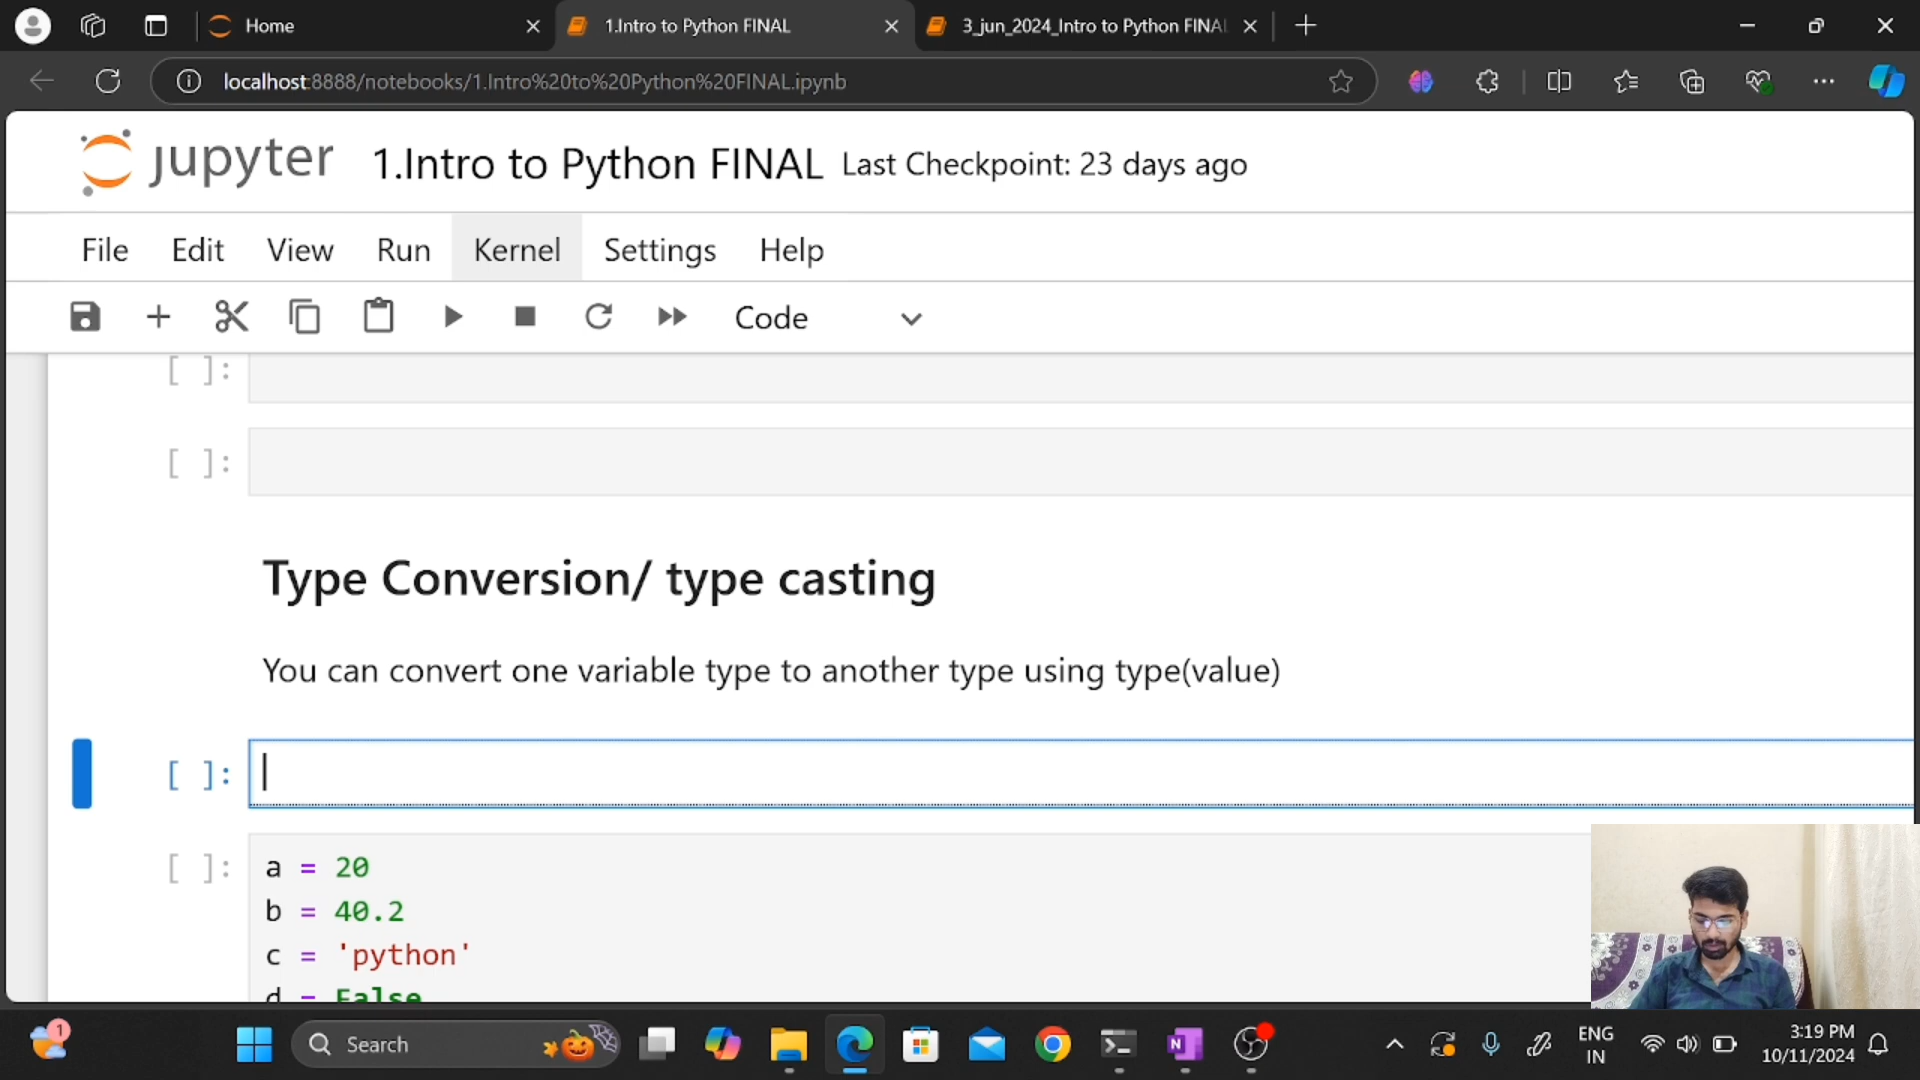 Home
1.Intro to Python FINAL
3_jun_2024_Intro to Python FINAL
localhost:8888/notebooks/1.Intro%20to%20Python%20FINAL.ipynb
jupyter 1.Intro to Python FINAL Last Checkpoint: 23 days ago
File Edit View Run Kernel Settings Help
Code
[ ]:
[ ]:
Type Conversion/ type casting
You can convert one variable type to another type using type(value)
[ ]:
[ ]: a = 20
b = 40.2
c = 'python'
d = False
1
Search
ENG
IN
3:19 PM
10/11/2024